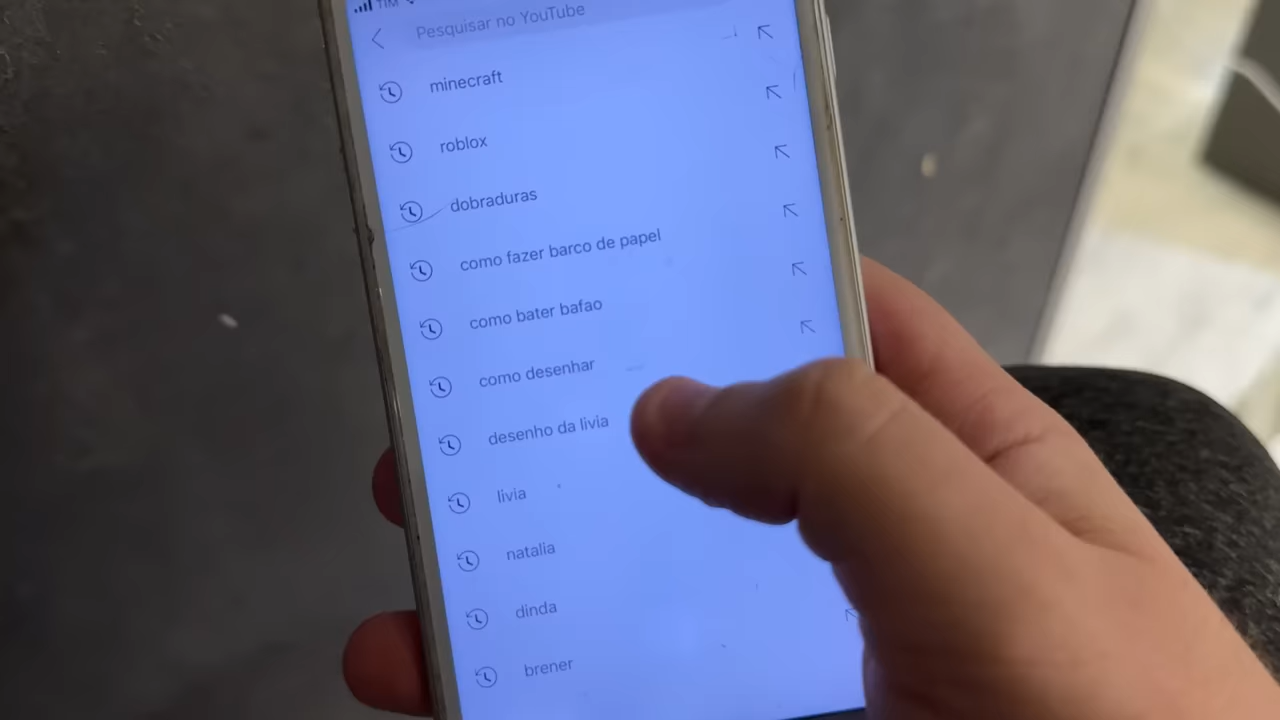 TIM
Pesquisar no YouTube
minecraft
roblox
dobraduras
como fazer barco de papel
como bater bafao
como desenhar
desenho da livia
livia
natalia
dinda
brener